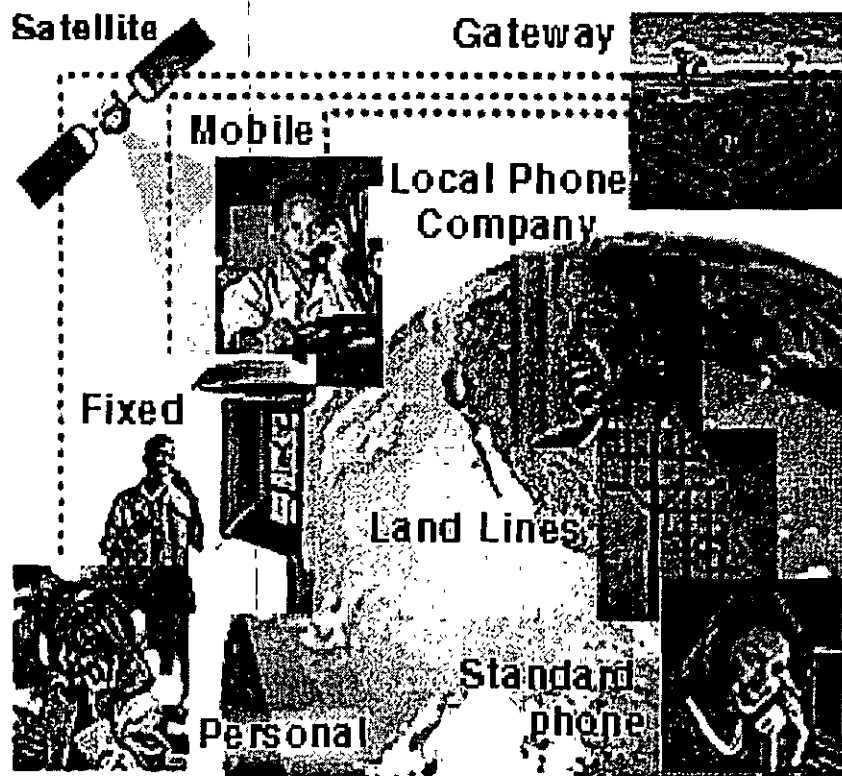 Satellite
Gateway
Mobile
Local Phone
Company
Fixed
Land Lines
Standard
phone
Personal